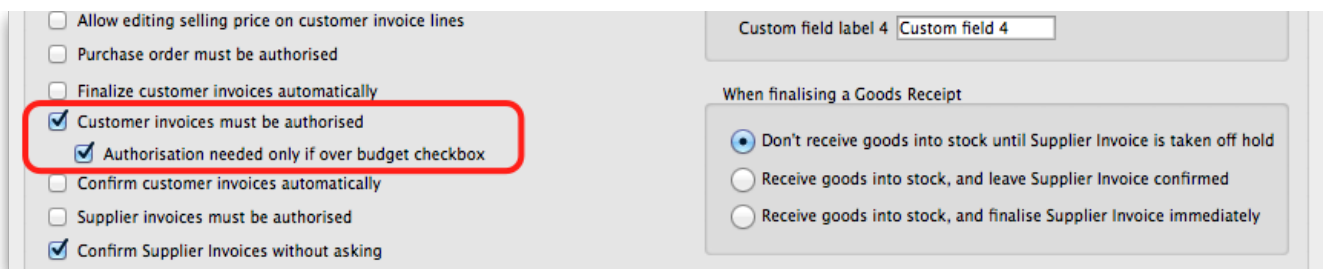 Allow editing selling price on customer invoice lines
Purchase order must be authorised
Finalize customer invoices automatically
Customer invoices must be authorised
Authorisation needed only if over budget checkbox
Confirm customer invoices automatically
Supplier invoices must be authorised
Confirm Supplier Invoices without asking
Custom field label 4 Custom field 4
When finalising a Goods Receipt
Don't receive goods into stock until Supplier Invoice is taken off hold
Receive goods into stock, and leave Supplier Invoice confirmed
Receive goods into stock, and finalise Supplier Invoice immediately